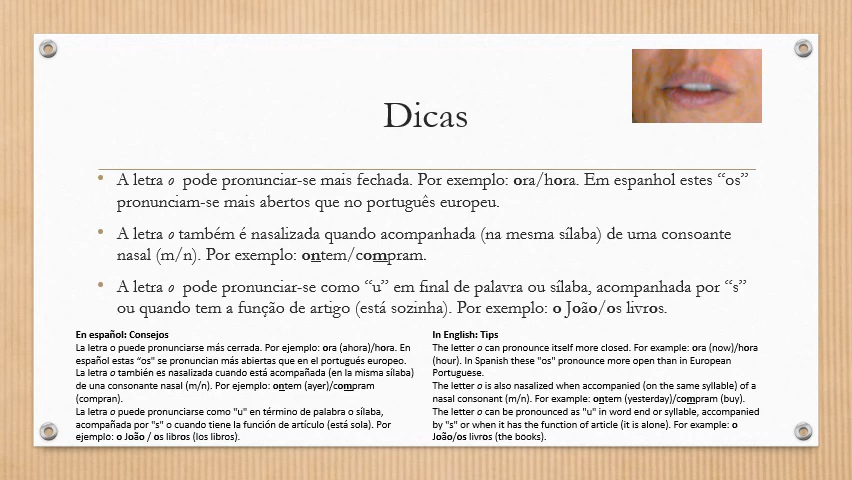 Dicas
• A letra o pode pronunciar-se mais fechada. Por exemplo: ora/hora. Em espanhol estes “os”
pronunciam-se mais abertos que no português europeu.
• A letra o também é nasalizada quando acompanhada (na mesma sílaba) de uma consoante
nasal (m/n). Por exemplo: ontem/compram.
• A letra o pode pronunciar-se como “u” em final de palavra ou sílaba, acompanhada por “s”
ou quando tem a função de artigo (está sozinha). Por exemplo: o João/os livros.
En español: Consejos
La letra o puede pronunciarse más cerrada. Por ejemplo: ora (ahora)/hora. En
español estas “os" se pronuncian más abiertas que en el portugués europeo.
La letra o también es nasalizada cuando está acompañada (en la misma sílaba)
de una consonante nasal (m/n). Por ejemplo: ontem (ayer)/compram
(compran).
La letra o puede pronunciarse como "u" en término de palabra o sílaba,
acompañada por "s" o cuando tiene la función de artículo (está sola). Por
ejemplo: o João / os libros (los libros).
In English: Tips
The letter o can pronounce itself more closed. For example: ora (now)/hora
(hour). In Spanish these "os" pronounce more open than in European
Portuguese.
The letter o is also nasalized when accompanied (on the same syllable) of a
nasal consonant (m/n). For example: ontem (yesterday)/compram (buy).
The letter o can be pronounced as "u" in word end or syllable, accompanied
by "s" or when it has the function of article (it is alone). For example: o
João/os livros (the books).